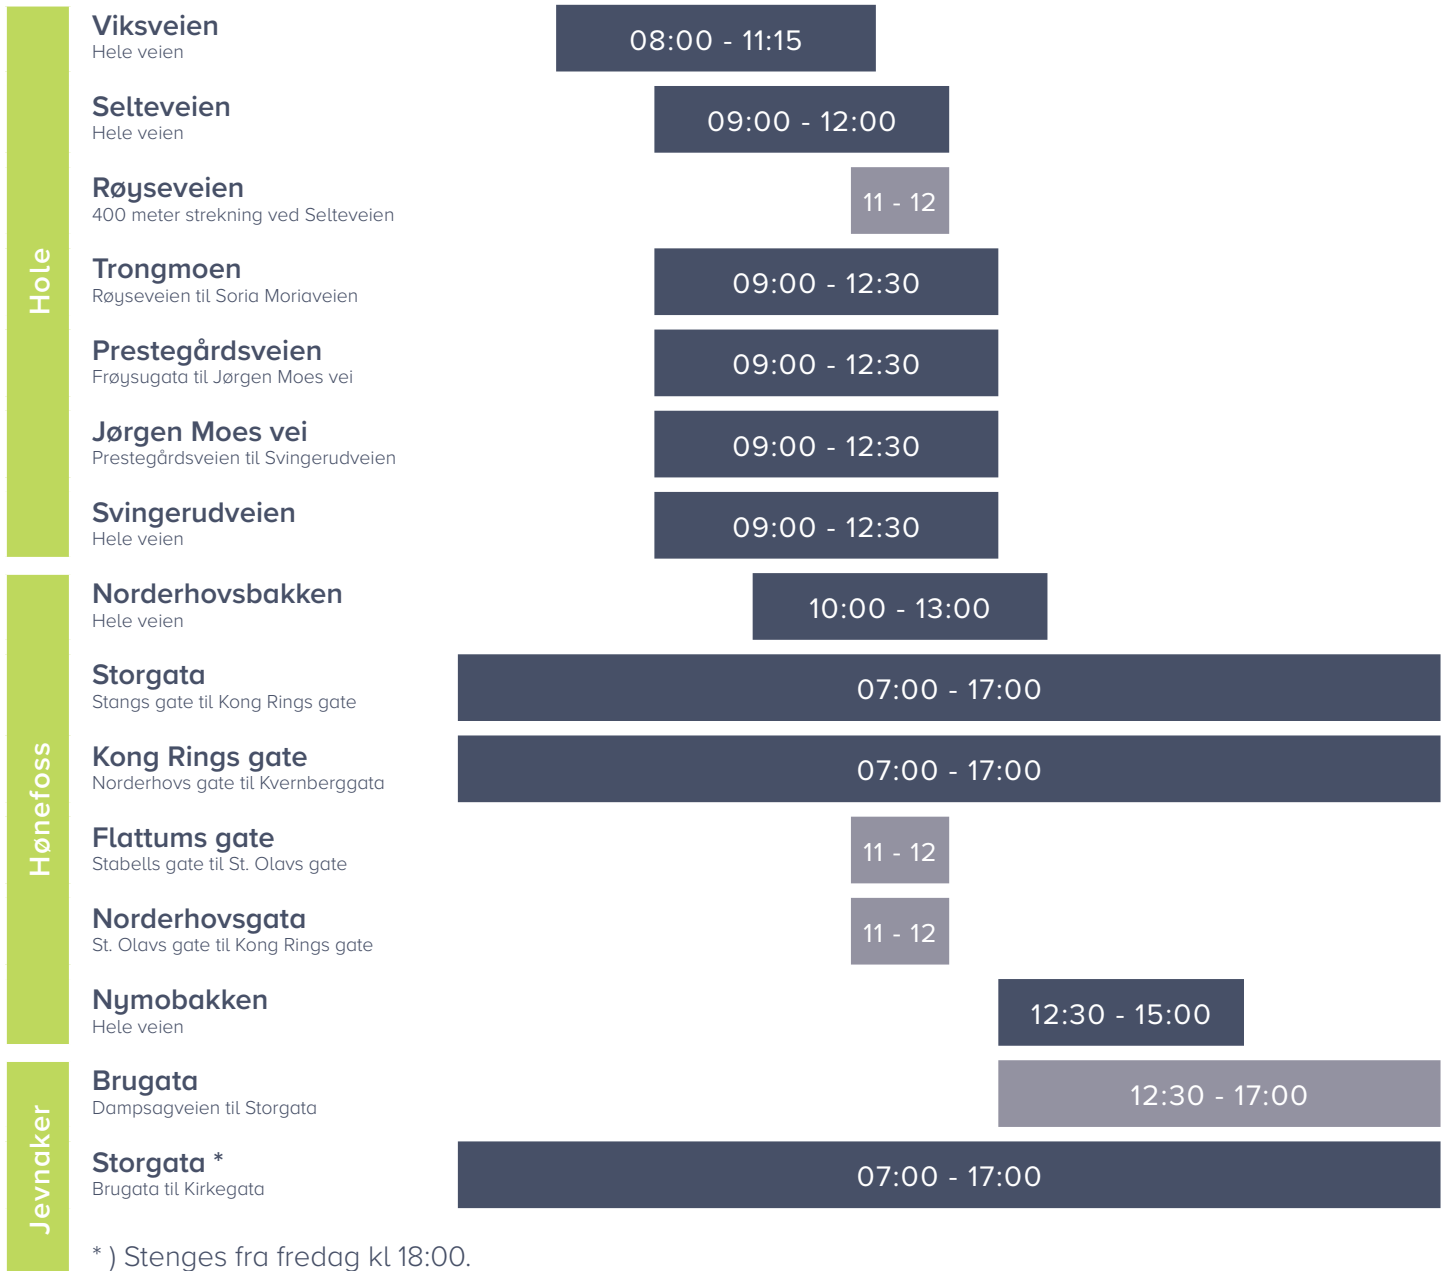 Hole
Viksveien
Hele veien
08:00 - 11:15
Selteveien
Hele veien
09:00 - 12:00
Røyseveien
400 meter strekning ved Selteveien
11 - 12
Trongmoen
Røyseveien til Soria Moriaveien
09:00 - 12:30
Prestegårdsveien
Frøysugata til Jørgen Moes vei
09:00 - 12:30
Jørgen Moes vei
Prestegårdsveien til Svingerudveien
09:00 - 12:30
Svingerudveien
Hele veien
09:00 - 12:30
Hønefoss
Norderhovsbakken
Hele veien
10:00 - 13:00
Storgata
Stangs gate til Kong Rings gate
07:00 - 17:00
Kong Rings gate
Norderhovs gate til Kvernberggata
07:00 - 17:00
Flattums gate
Stabells gate til St. Olavs gate
11 - 12
Norderhovsgata
St. Olavs gate til Kong Rings gate
11 - 12
Nymobakken
Hele veien
12:30 - 15:00
Jevnaker
Brugata
Dampsagveien til Storgata
12:30 - 17:00
Storgata *
Brugata til Kirkegata
07:00 - 17:00
* ) Stenges fra fredag kl 18:00.